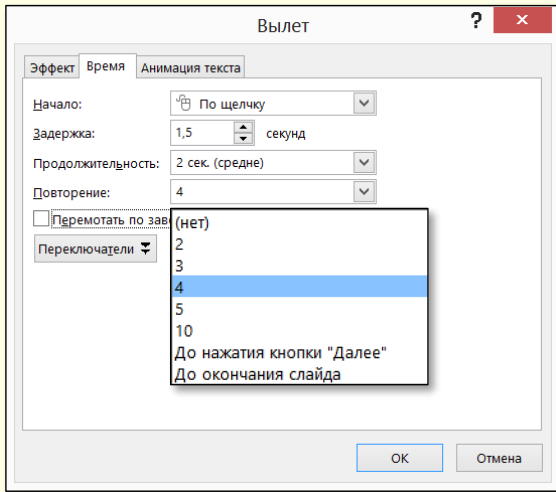 Вылет ? ×
Эффект Время Анимация текста
Начало: По щелчку
Задержка: 1,5 секунд
Продолжительность: 2 сек. (средне)
Повторение: 4
Перемотать по
(нет)
Переключатели
2
3
4
5
10
До нажатия кнопки "Далее"
До окончания слайда
ОК Отмена